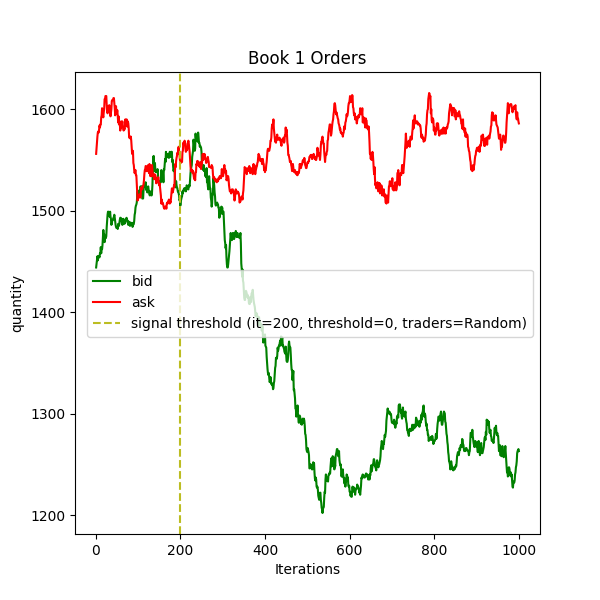 Book 1 Orders
1600
1500
1400
1300
1200
quantity
bid
ask
signal threshold (it=200, threshold=0, traders=Random)
0
200
400
600
800
1000
Iterations